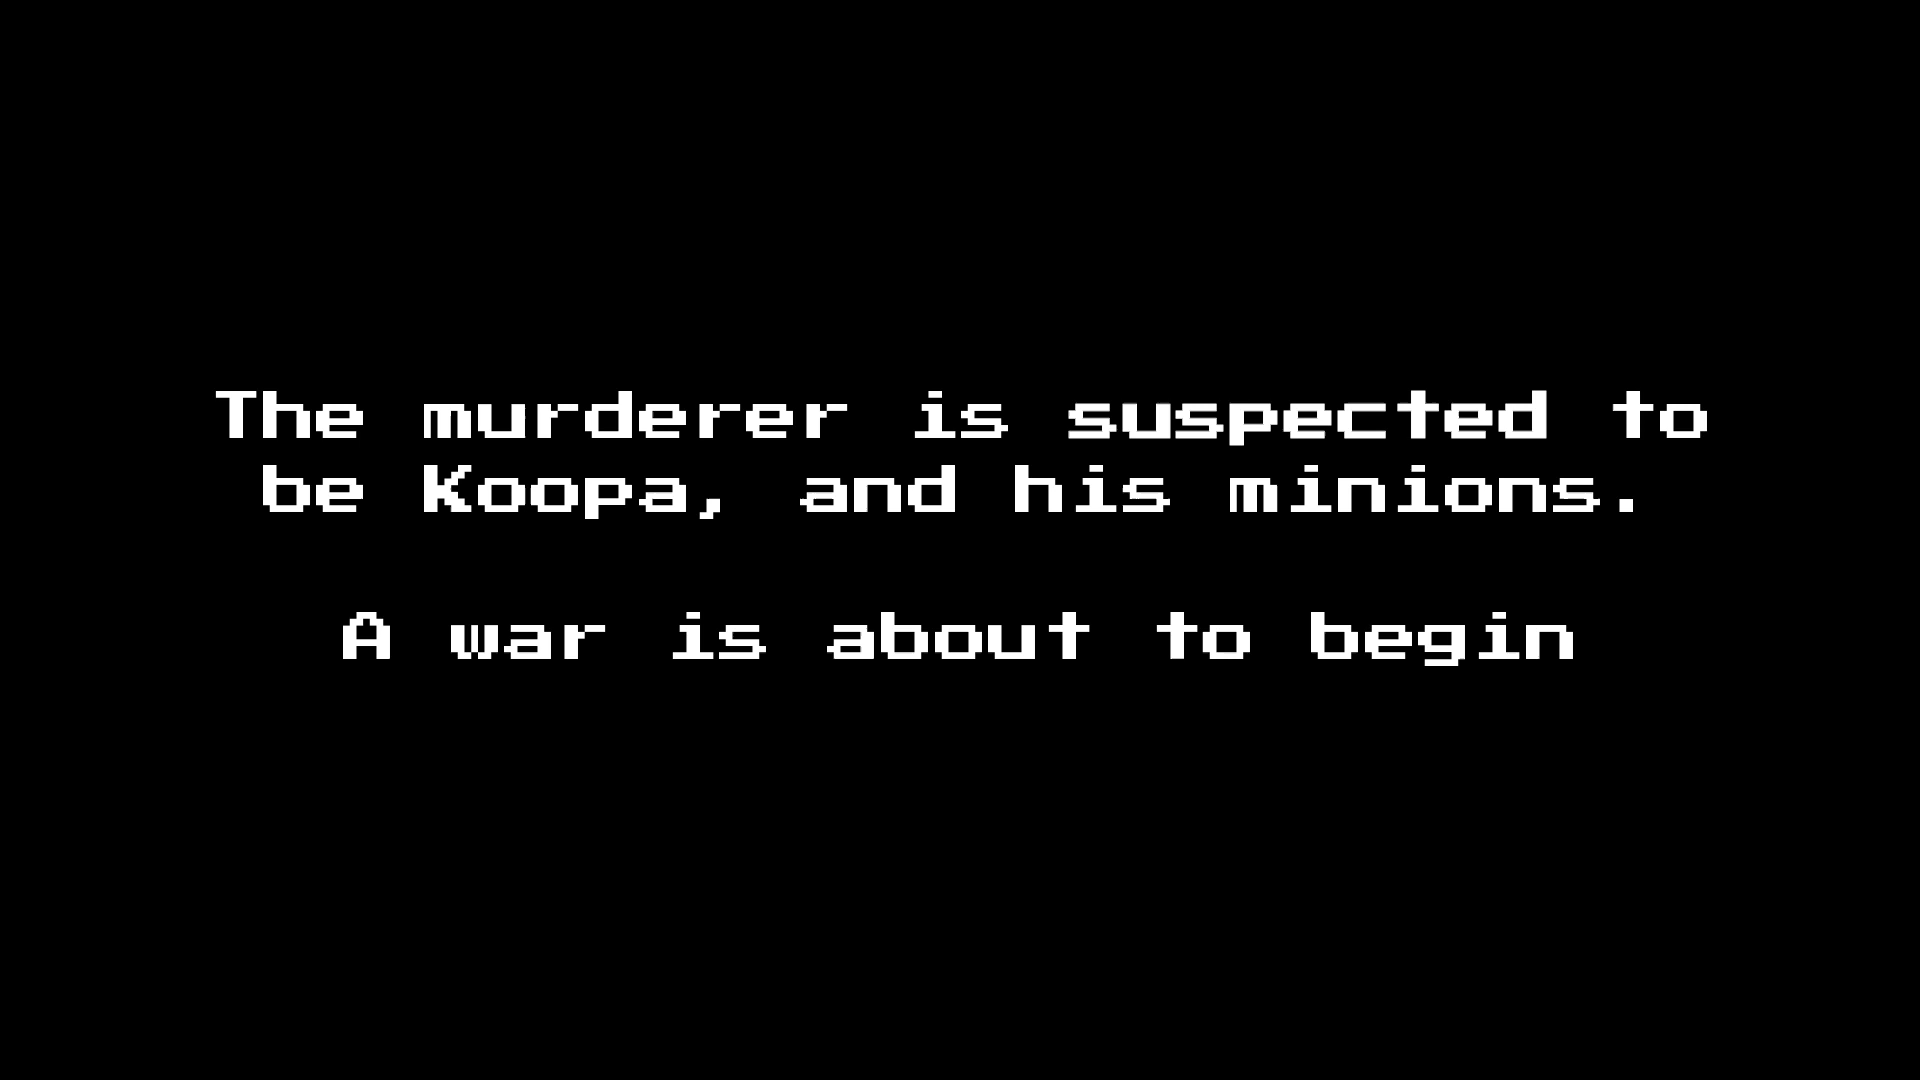 The murderer is suspected to
be Koopa, and his minions.
A war is about to begin